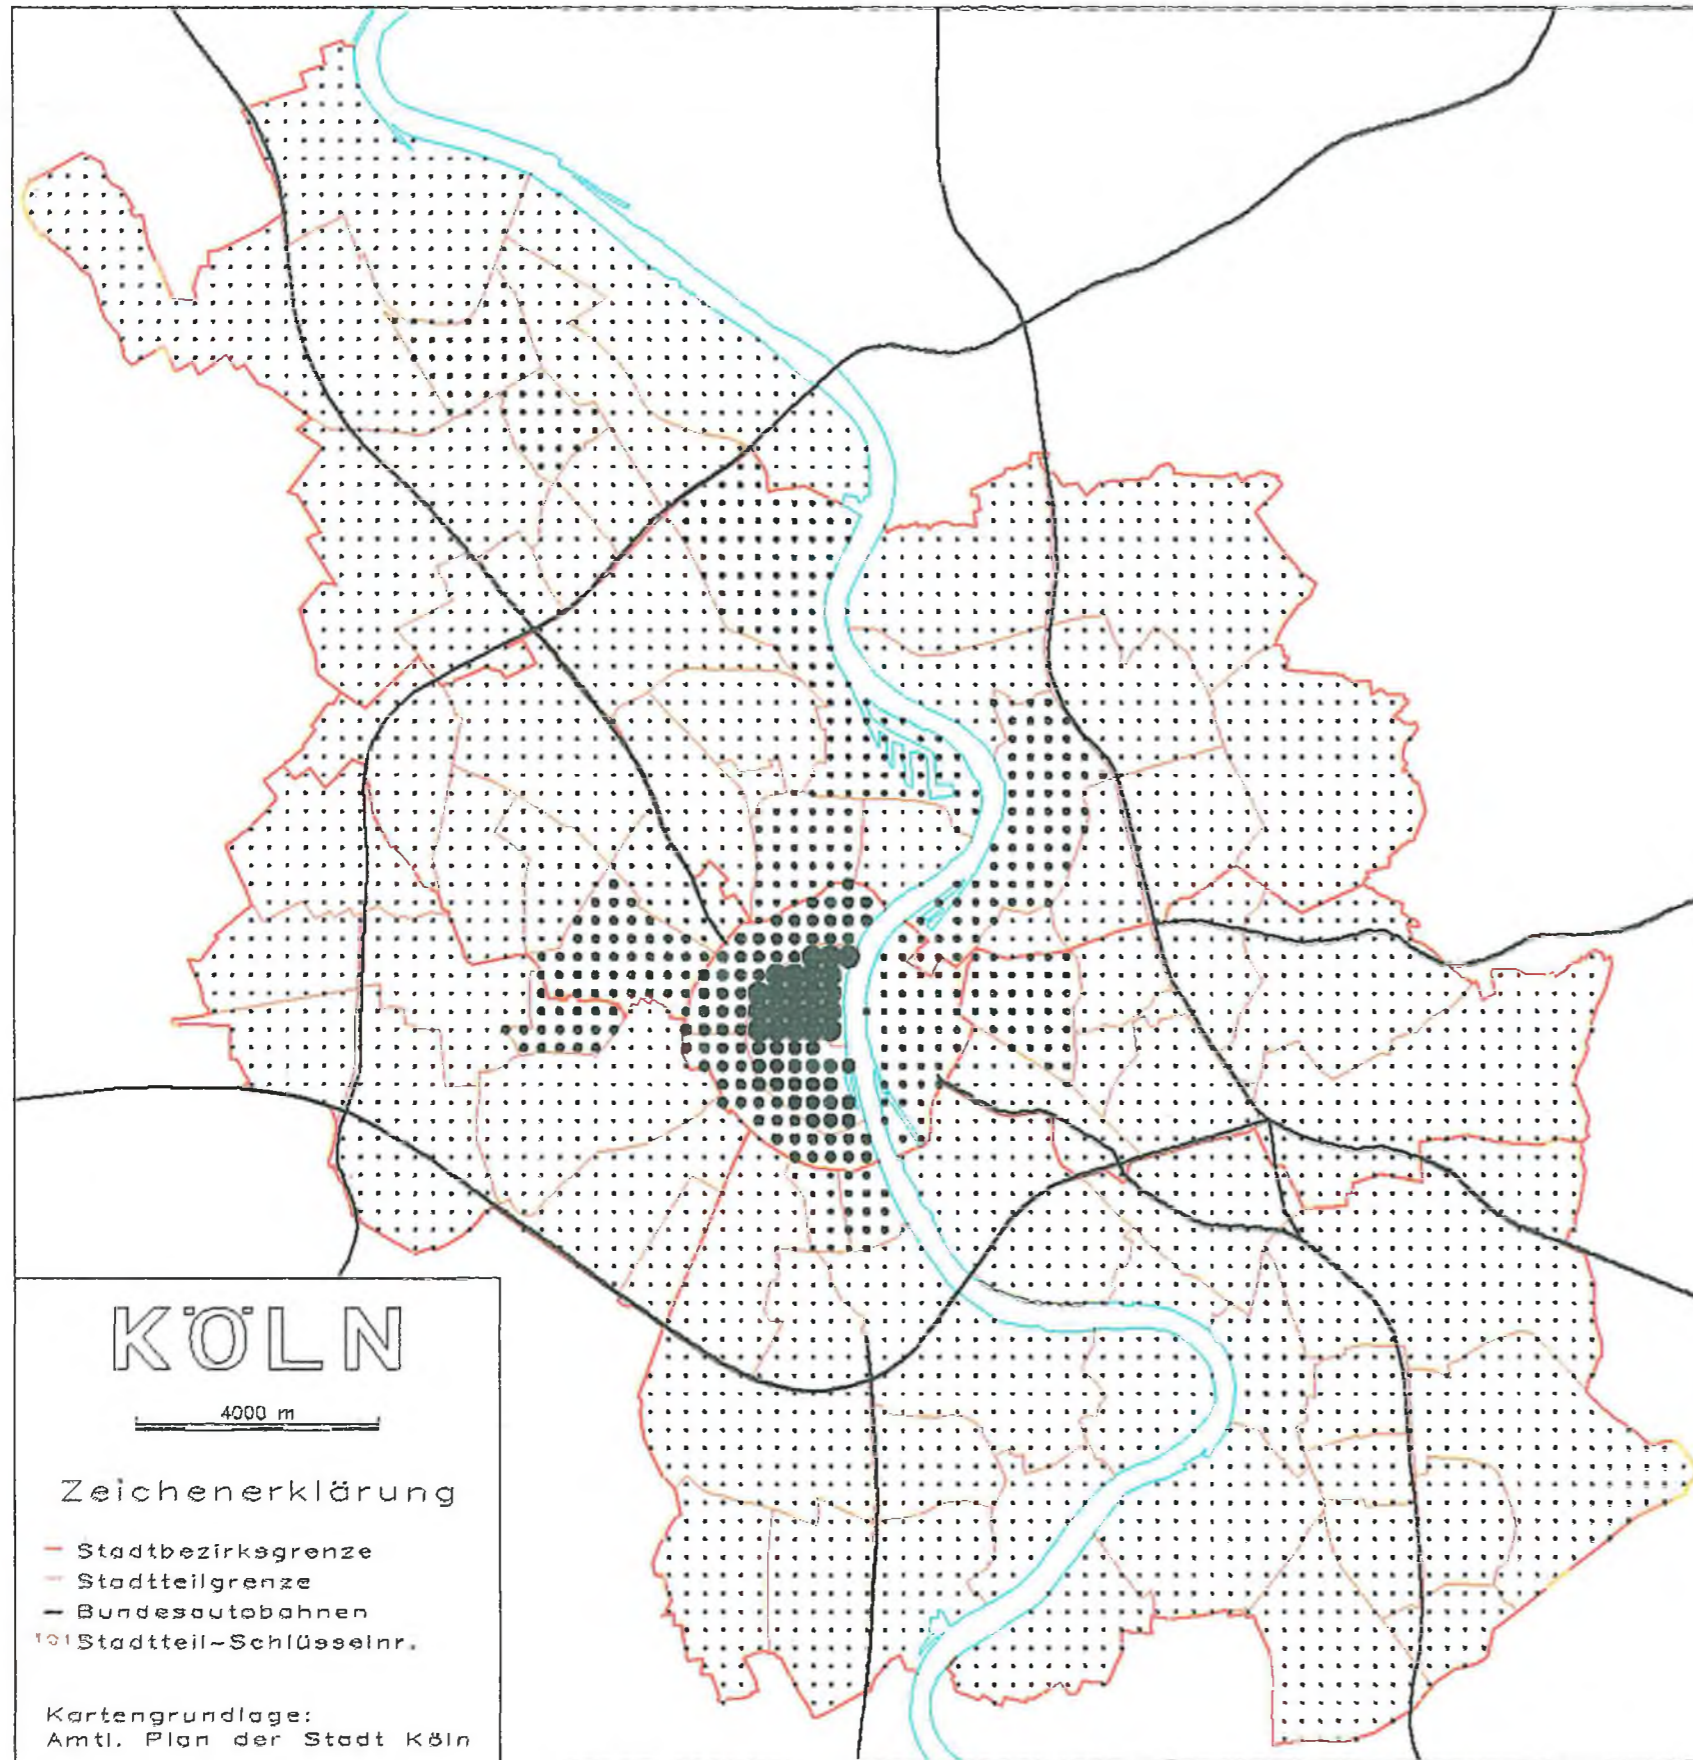 KÖLN
4000 m
Zeichenerklärung
Stadtbezirksgrenze
Stadtteilgrenze
Bundesautobahnen
101 Stadtteil-Schlüsselnr.
Kartengrundlage:
Amtl. Plan der Stadt Köln